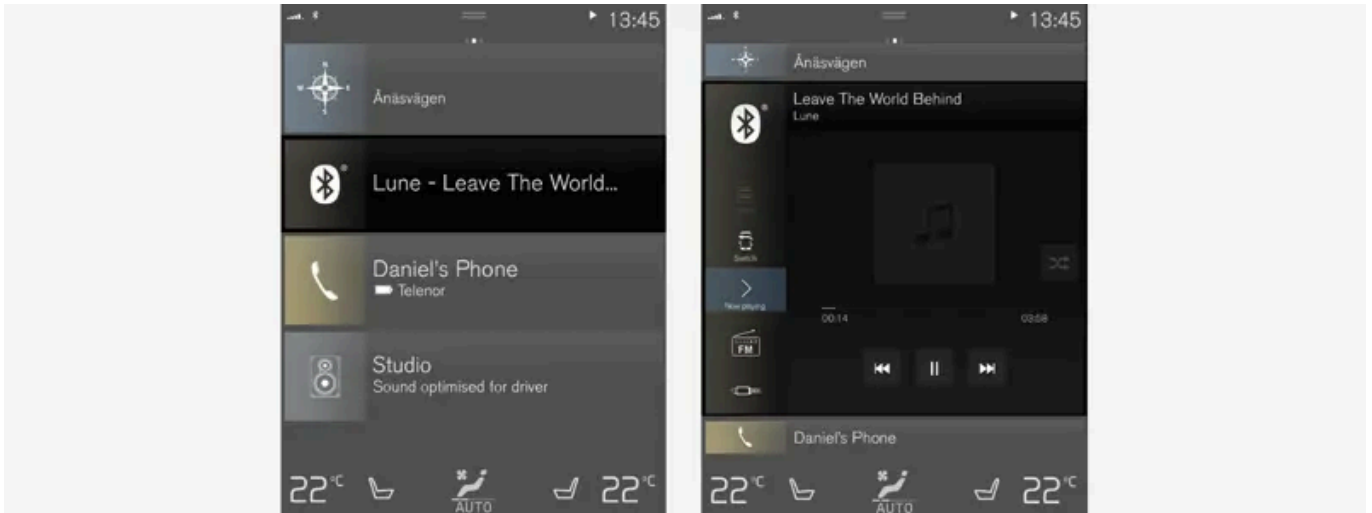 13:45
N
Ånäsvägen
Lune - Leave The World...
Daniel's Phone
Telenor
Studio
Sound optimised for driver
22°C
AUTO
22°C
13:45
Ånäsvägen
Leave The World Behind
Lune
Switch
Now playing
00:14
03:58
FM
Daniel's Phone
22°C
AUTO
22°C